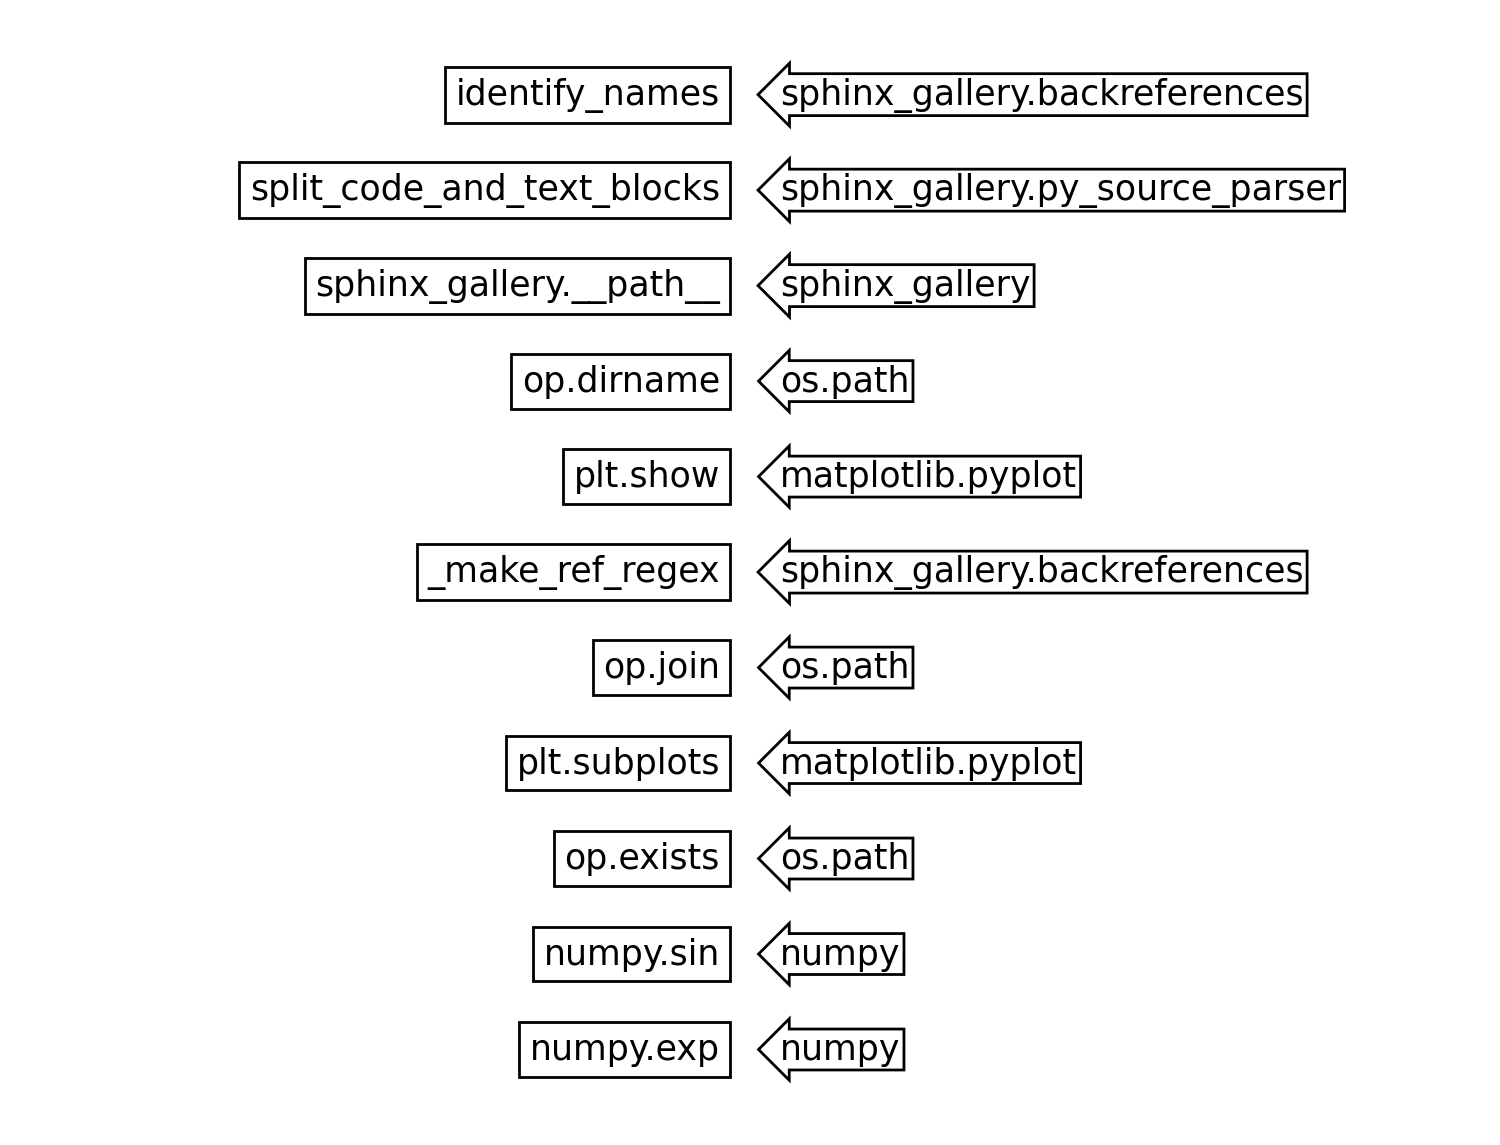 identify_names sphinx_gallery.backreferences
split_code_and_text_blocks sphinx_gallery.py_source_parser
sphinx_gallery.__path__ sphinx_gallery
op.dirname os.path
plt.show matplotlib.pyplot
_make_ref_regex sphinx_gallery.backreferences
op.join os.path
plt.subplots matplotlib.pyplot
op.exists os.path
numpy.sin numpy
numpy.exp numpy